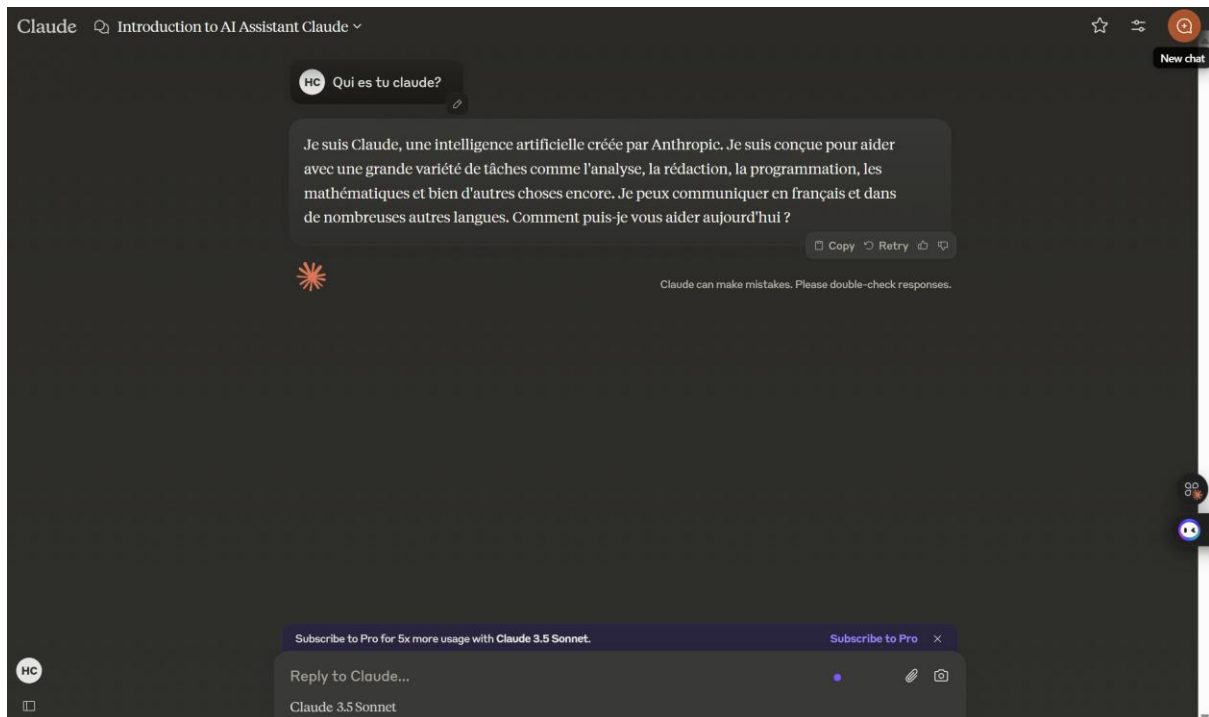 Claude Introduction to AI Assistant Claude
New chat
HC Qui es tu claude?
Je suis Claude, une intelligence artificielle créée par Anthropic. Je suis conçue pour aider
avec une grande variété de tâches comme l'analyse, la rédaction, la programmation, les
mathématiques et bien d'autres choses encore. Je peux communiquer en français et dans
de nombreuses autres langues. Comment puis-je vous aider aujourd'hui ?
Copy Retry
Claude can make mistakes. Please double-check responses.
Subscribe to Pro for 5x more usage with Claude 3.5 Sonnet. Subscribe to Pro
HC
Reply to Claude...
Claude 3.5 Sonnet